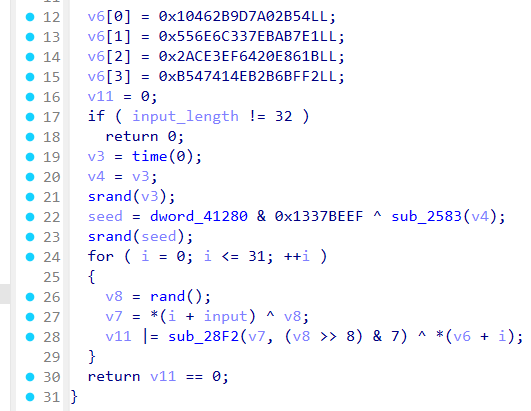 12 v6[0] = 0x10462B9D7A02B54LL;
13 v6[1] = 0x556E6C337EBAB7E1LL;
14 v6[2] = 0x2ACE3EF6420E861BLL;
15 v6[3] = 0xB547414EB2B6BFF2LL;
16 v11 = 0;
17 if ( input_length != 32 )
18 return 0;
19 v3 = time(0);
20 v4 = v3;
21 srand(v3);
22 seed = dword_41280 & 0x1337BEEF ^ sub_2583(v4);
23 srand(seed);
24 for ( i = 0; i <= 31; ++i )
25 {
26 v8 = rand();
27 v7 = *(i + input) ^ v8;
28 v11 |= sub_28F2(v7, (v8 >> 8) & 7) ^ *(v6 + i);
29 }
30 return v11 == 0;
31 }